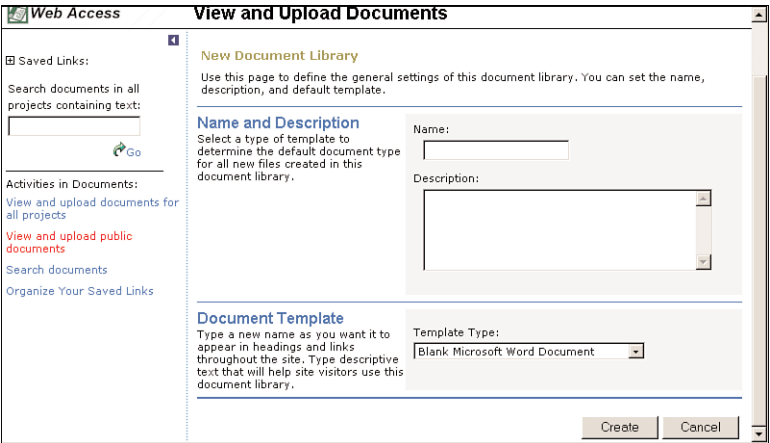 Web Access
View and Upload Documents
Saved Links:
Search documents in all
projects containing text:
Go
Activities in Documents:
View and upload documents for
all projects
View and upload public
documents
Search documents
Organize Your Saved Links
New Document Library
Use this page to define the general settings of this document library. You can set the name,
description, and default template.
Name and Description
Select a type of template to
determine the default document type
for all new files created in this
document library.
Name:
Description:
Document Template
Type a new name as you want it to
appear in headings and links
throughout the site. Type descriptive
text that will help site visitors use this
document library.
Template Type:
Blank Microsoft Word Document
Create
Cancel